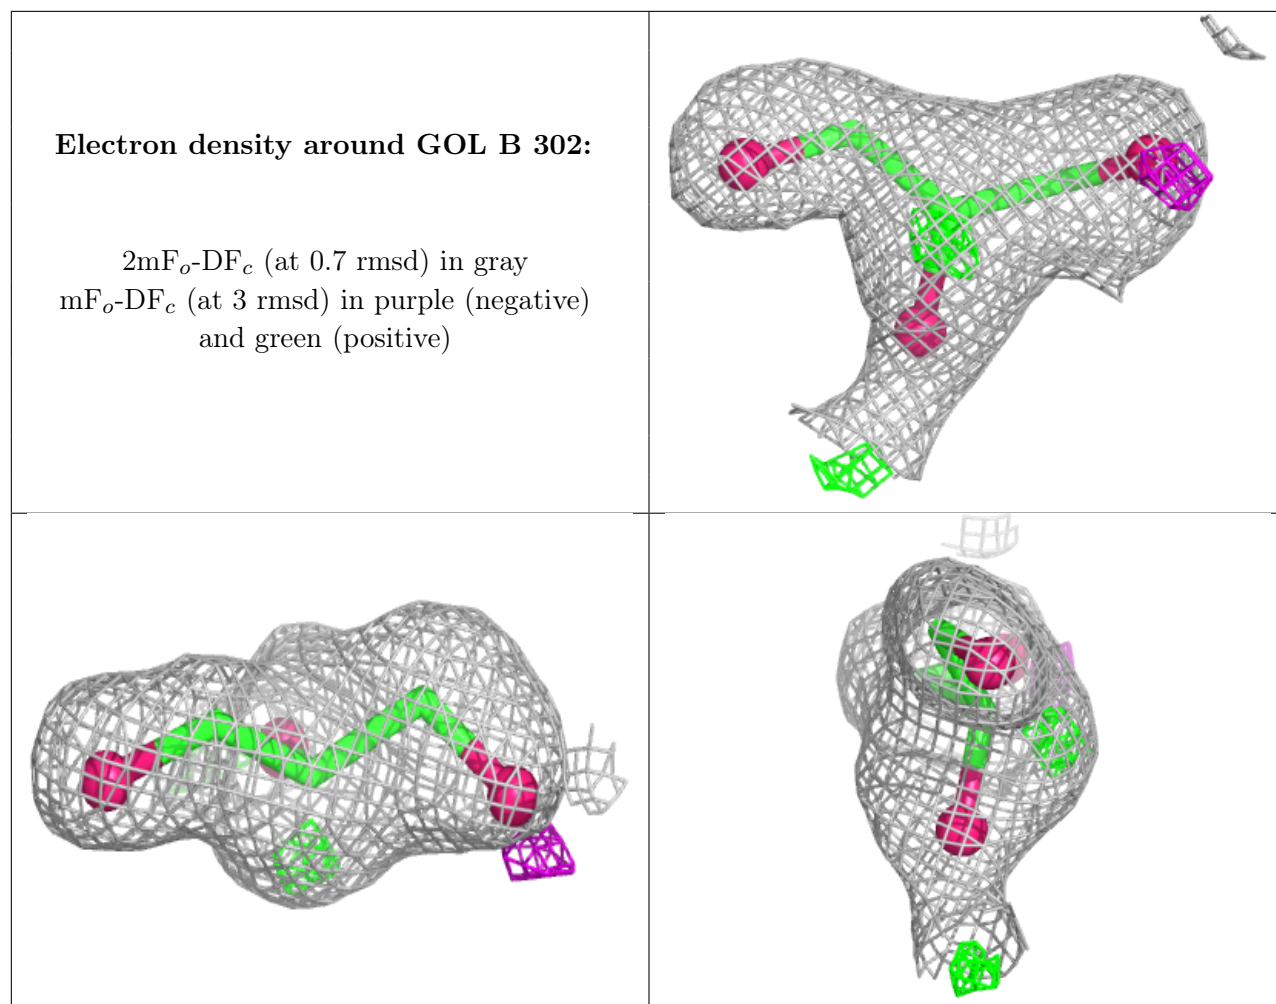 Electron density around GOL B 302:
2mFo-DFc (at 0.7 rmsd) in gray
mFo-DFc (at 3 rmsd) in purple (negative)
and green (positive)